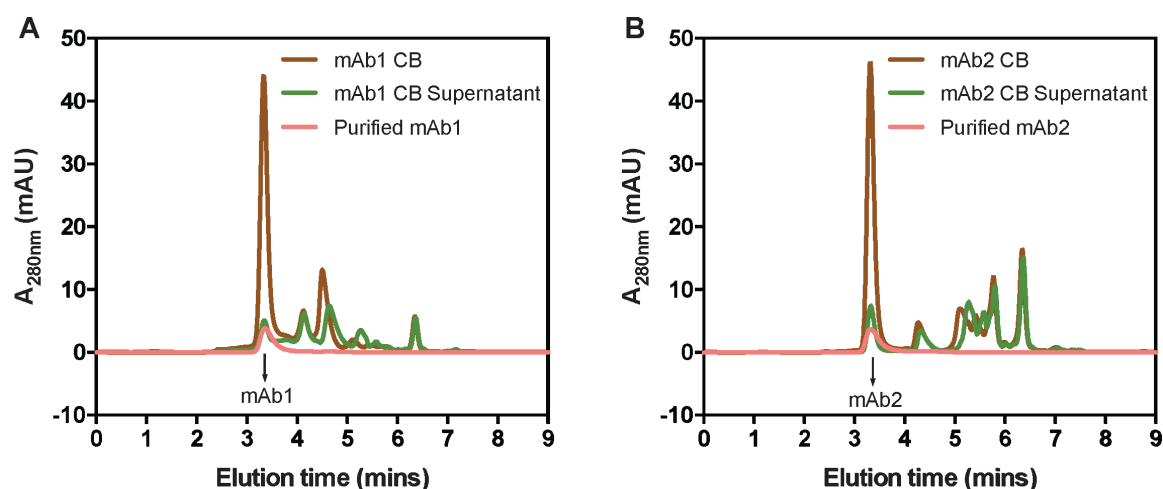 A
50
40
30
20
10
0
-10
A280nm (mAU)
mAb1 CB
mAb1 CB Supernatant
Purified mAb1
mAb1
0 1 2 3 4 5 6 7 8 9
Elution time (mins)
B
50
40
30
20
10
0
-10
A280nm (mAU)
mAb2 CB
mAb2 CB Supernatant
Purified mAb2
mAb2
0 1 2 3 4 5 6 7 8 9
Elution time (mins)